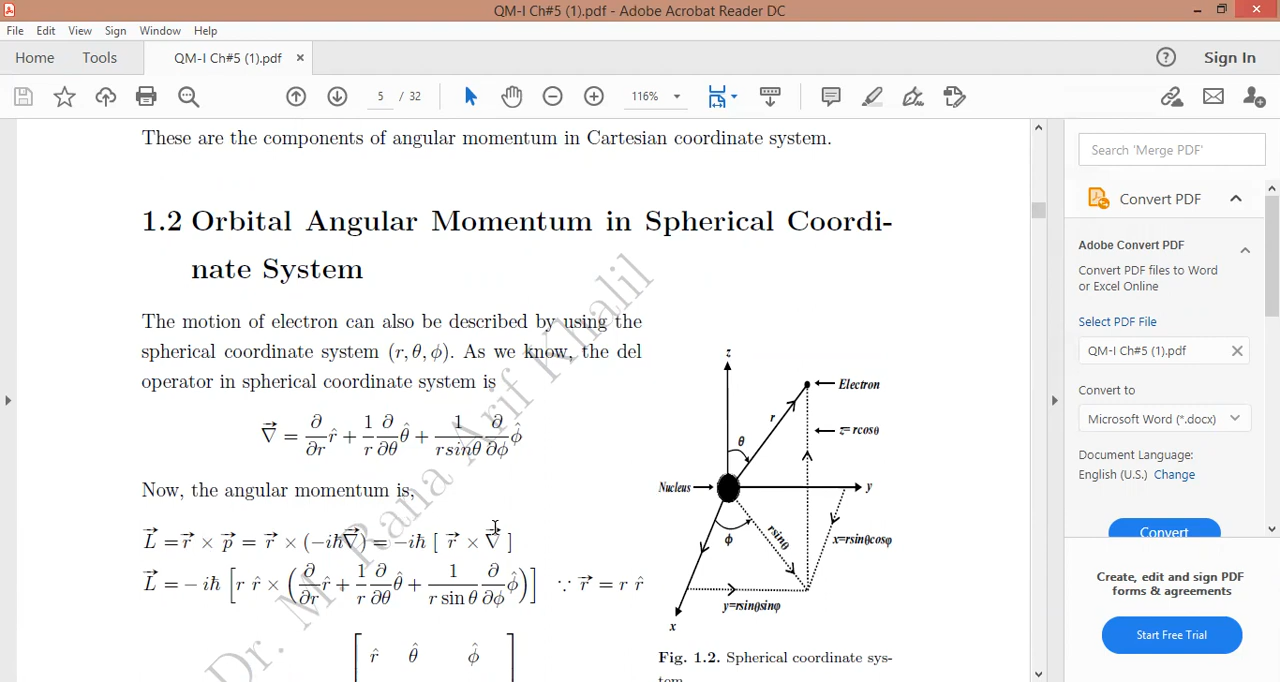 QM-I Ch#5 (1).pdf - Adobe Acrobat Reader DC
File Edit View Sign Window Help
Home Tools QM-I Ch#5 (1).pdf × Sign In
5 / 32 116%
These are the components of angular momentum in Cartesian coordinate system.
1.2 Orbital Angular Momentum in Spherical Coordi-
nate System
The motion of electron can also be described by using the
spherical coordinate system (r, θ, ϕ). As we know, the del
operator in spherical coordinate system is
∇⃗ = ∂/∂r r̂ + 1/r ∂/∂θ θ̂ + 1/rsinθ ∂/∂ϕ ϕ̂
Now, the angular momentum is,
L⃗ = r⃗ × p⃗ = r⃗ × (−iℏ∇⃗) = −iℏ [ r⃗ × ∇⃗ ]
L⃗ = − iℏ [r r̂ × (∂/∂r r̂ + 1/r ∂/∂θ θ̂ + 1/r sin θ ∂/∂ϕ ϕ̂)] ∵ r⃗ = r r̂
r̂ θ̂ ϕ̂
z
Electron
r
θ
z=rcosθ
Nucleus
y
ϕ
rsinθ
x=rsinθcosφ
y=rsinθsinφ
x
Fig. 1.2. Spherical coordinate sys-
tem
Dr. M. Rana Arif Khalil
Search 'Merge PDF'
Convert PDF
Adobe Convert PDF
Convert PDF files to Word
or Excel Online
Select PDF File
QM-I Ch#5 (1).pdf
Convert to
Microsoft Word (*.docx)
Document Language:
English (U.S.) Change
Convert
Create, edit and sign PDF
forms & agreements
Start Free Trial